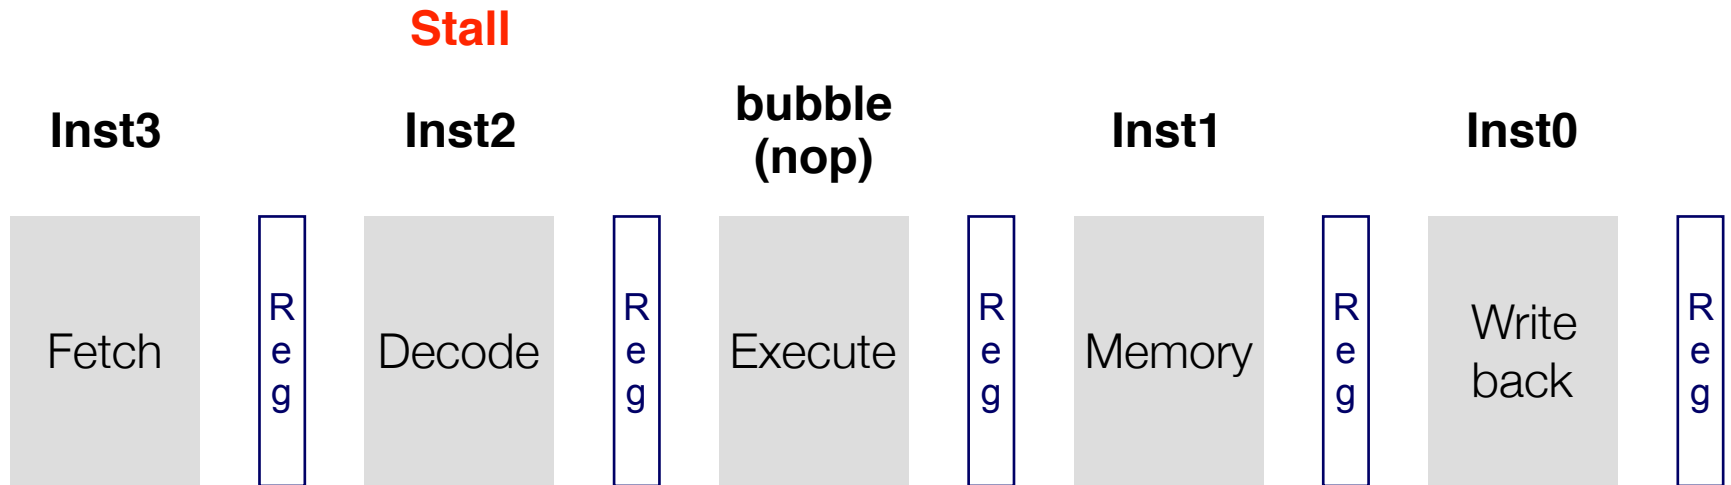 Stall
Inst3
Inst2
bubble
(nop)
Inst1
Inst0
Fetch
R
e
g
Decode
R
e
g
Execute
R
e
g
Memory
R
e
g
Write
back
R
e
g